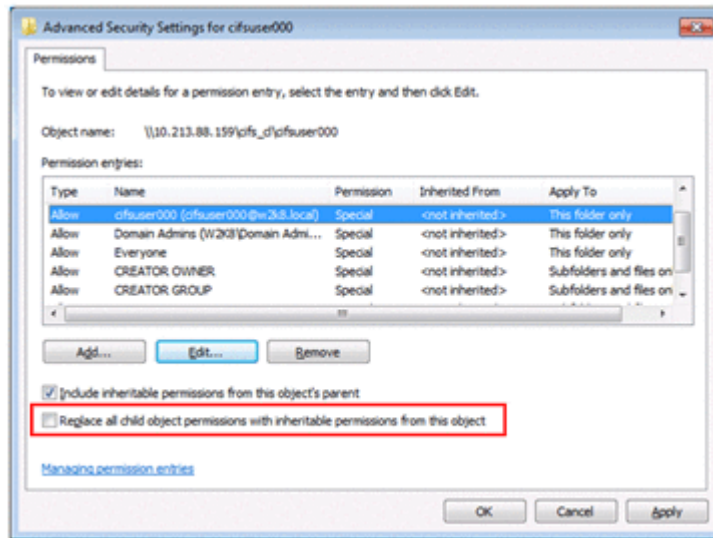 Advanced Security Settings for cifsuser000
Permissions
To view or edit details for a permission entry, select the entry and then click Edit.
Object name: \\10.213.88.159\cifs_d\cifsuser000
Permission entries:
Type Name Permission Inherited From Apply To
Allow cifsuser000 (cifsuser000@w2k8.local) Special <not inherited> This folder only
Allow Domain Admins (W2K8\Domain Admi... Special <not inherited> This folder only
Allow Everyone Special <not inherited> This folder only
Allow CREATOR OWNER Special <not inherited> Subfolders and files on
Allow CREATOR GROUP Special <not inherited> Subfolders and files on
Add... Edit... Remove
Include inheritable permissions from this object's parent
Replace all child object permissions with inheritable permissions from this object
Managing permission entries
OK Cancel Apply